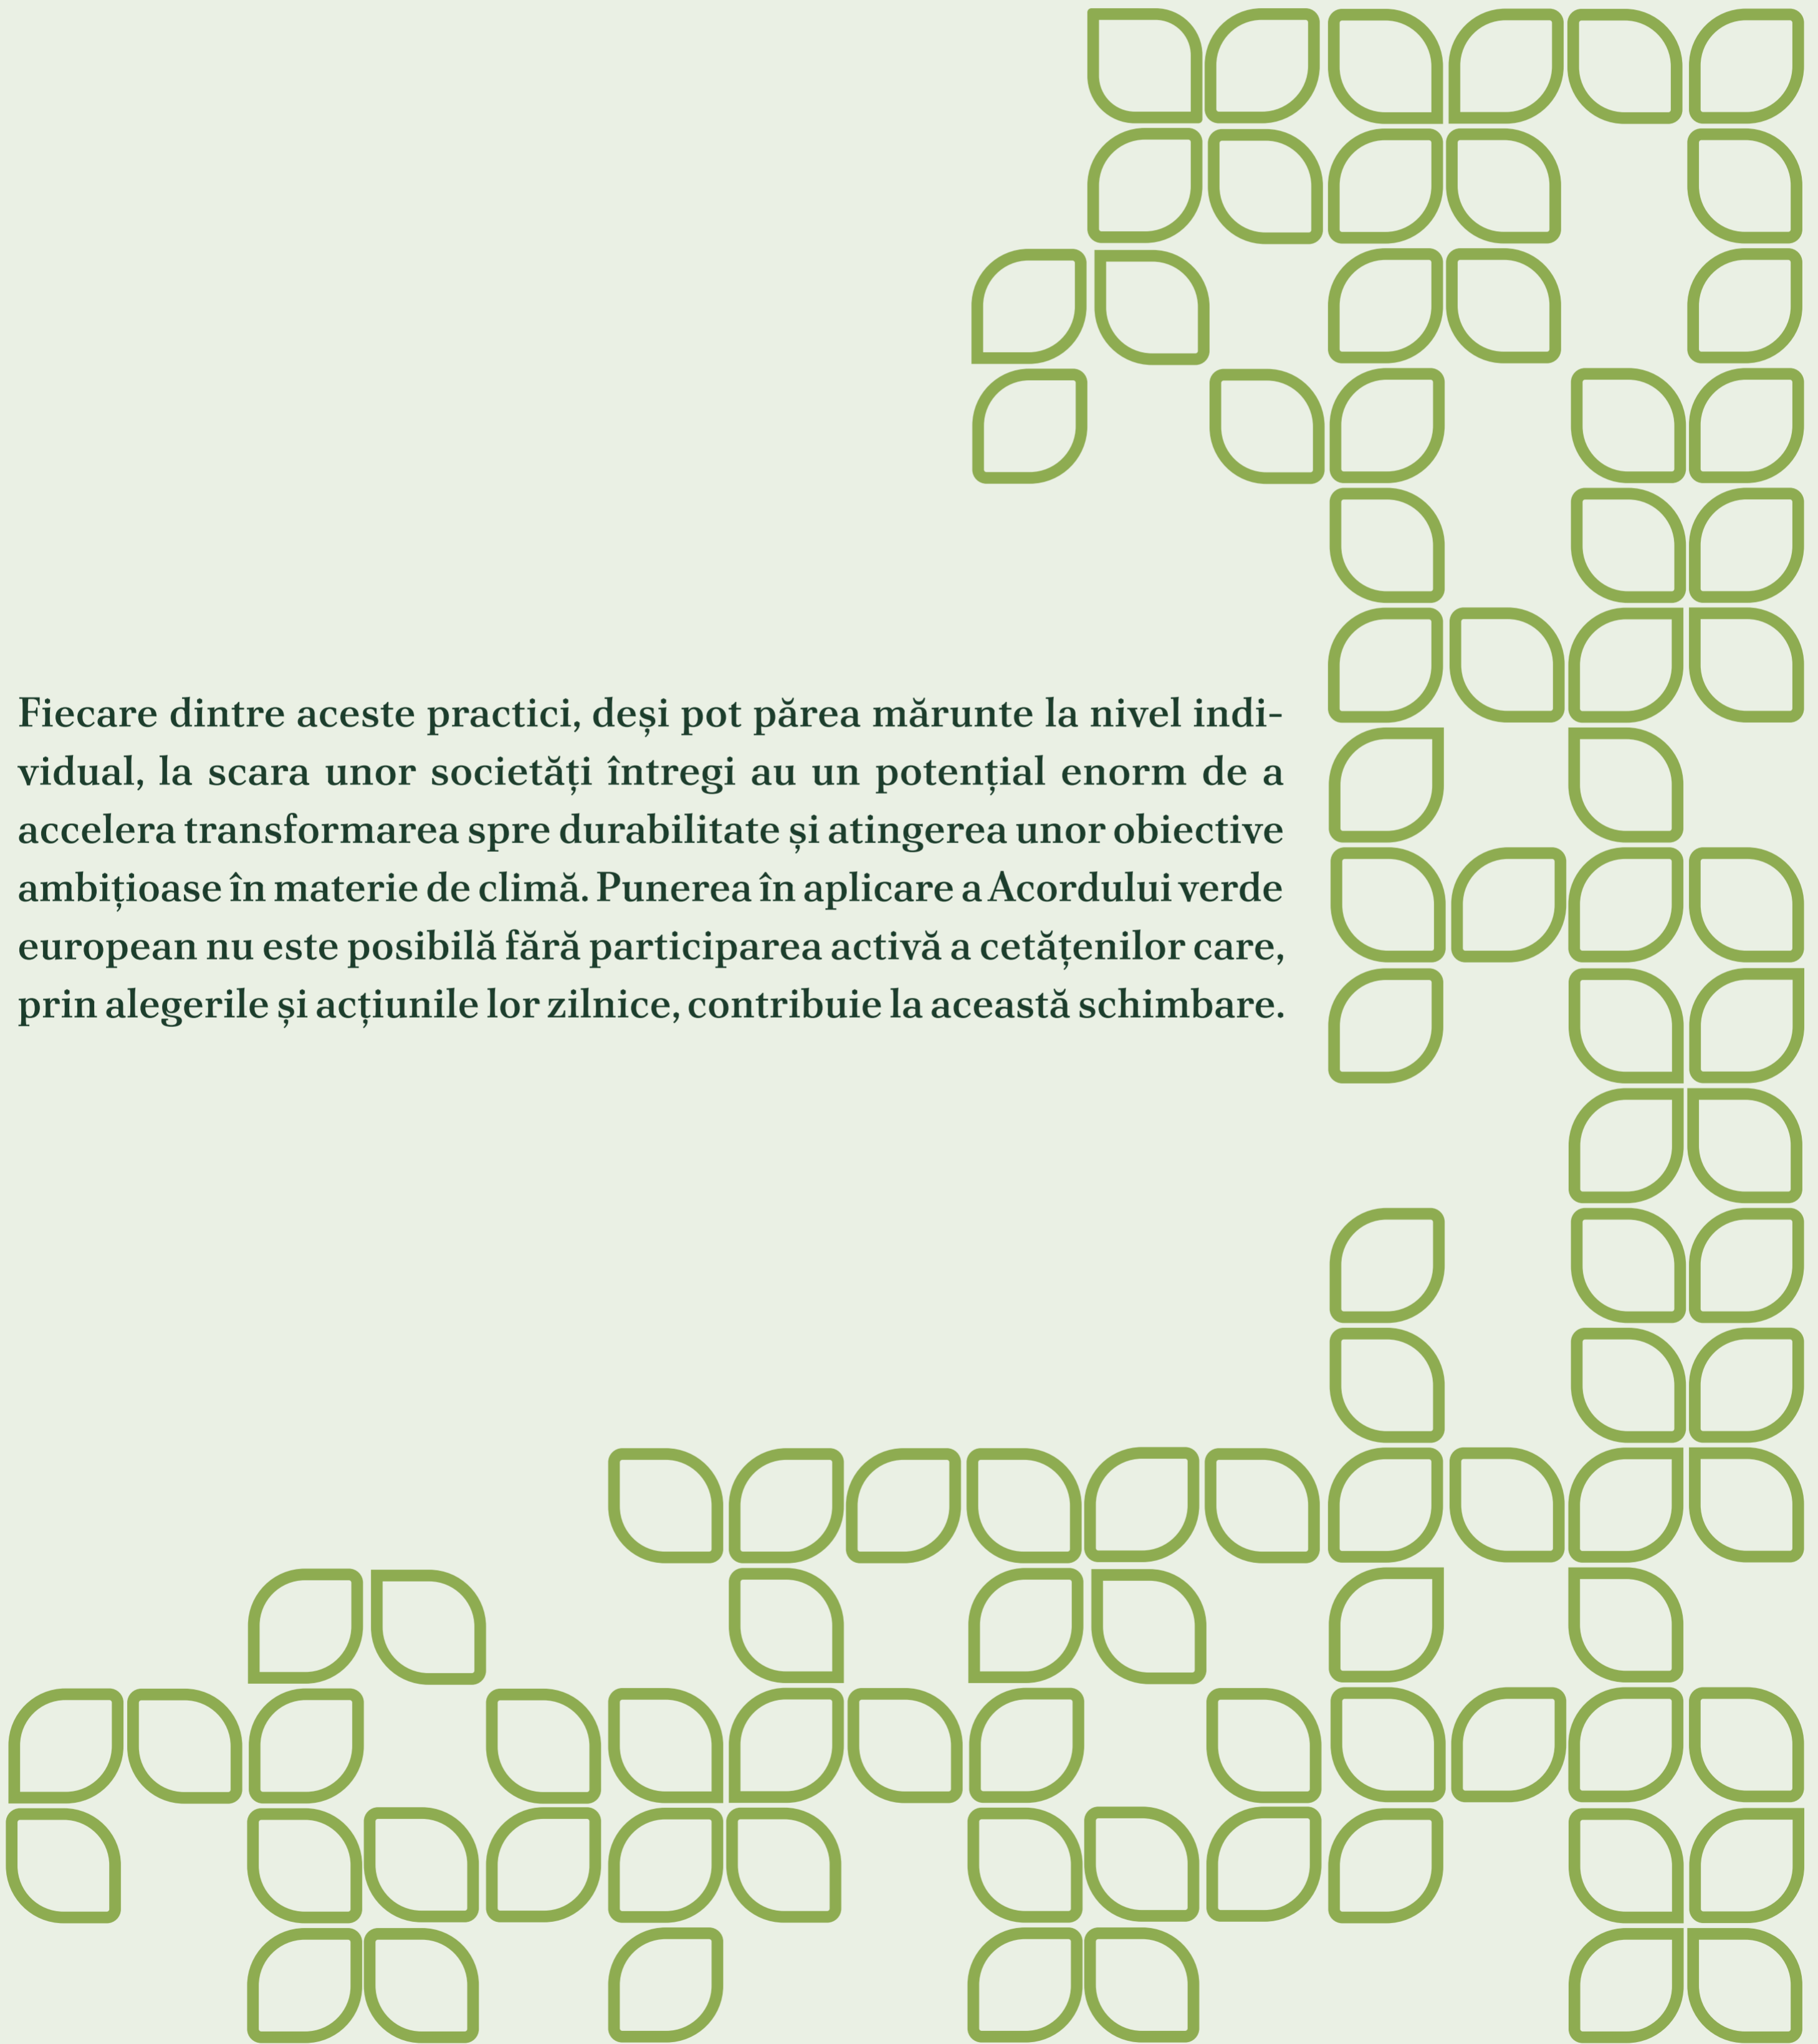 Fiecare dintre aceste practici, deși pot părea mărunte la nivel indi-
vidual, la scara unor societăți întregi au un potențial enorm de a
accelera transformarea spre durabilitate și atingerea unor obiective
ambițioase în materie de climă. Punerea în aplicare a Acordului verde
european nu este posibilă fără participarea activă a cetățenilor care,
prin alegerile și acțiunile lor zilnice, contribuie la această schimbare.